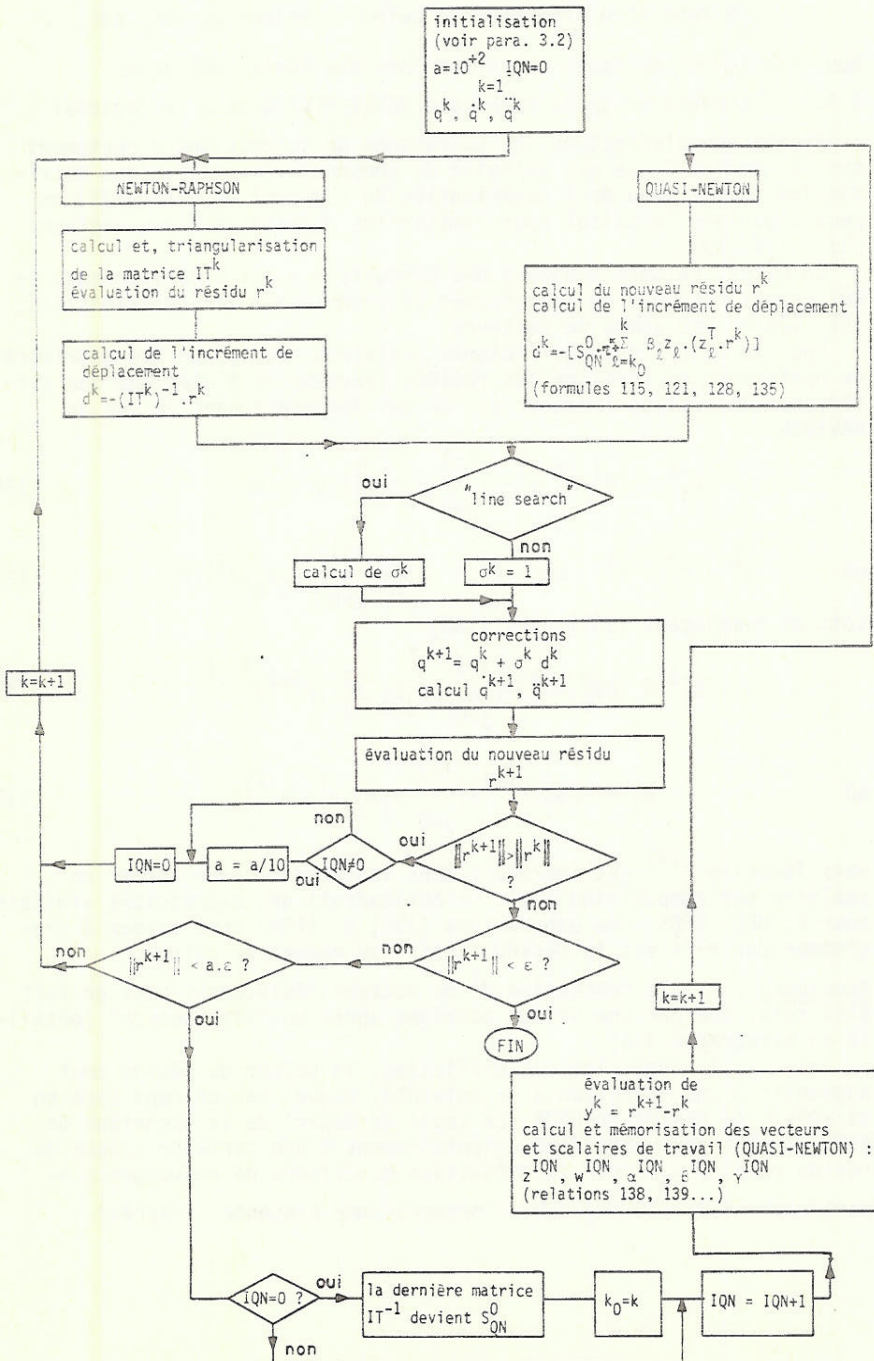 initialisation
(voir para. 3.2)
a=10⁺² IQN=0
k=1
q^k, q̇^k, q̈^k
NEWTON-RAPHSON
QUASI-NEWTON
calcul et, triangularisation
de la matrice IT^k
évaluation du résidu r^k
calcul du nouveau résidu r^k
calcul de l'incrément de déplacement
(formules 115, 121, 128, 135)
calcul de l'incrément de
déplacement
d^k=-(IT^k)^-1.r^k
oui
"line search"
non
calcul de σ^k
σ^k = 1
corrections
q^k+1= q^k + σ^k d^k
calcul q̇^k+1, q̈^k+1
k=k+1
évaluation du nouveau résidu
r^k+1
non
IQN=0
a = a/10
IQN≠0
oui
oui
||r^k+1||>||r^k||
?
non
non
||r^k+1|| < a.ε ?
non
||r^k+1|| < ε ?
k=k+1
oui
oui
FIN
évaluation de
y^k = r^k+1-r^k
calcul et mémorisation des vecteurs
et scalaires de travail (QUASI-NEWTON) :
z^IQN, w^IQN, α^IQN, β^IQN, γ^IQN
(relations 138, 139...)
IQN=0 ?
oui
la dernière matrice
IT^-1 devient S^0_QN
k_0=k
IQN = IQN+1
non